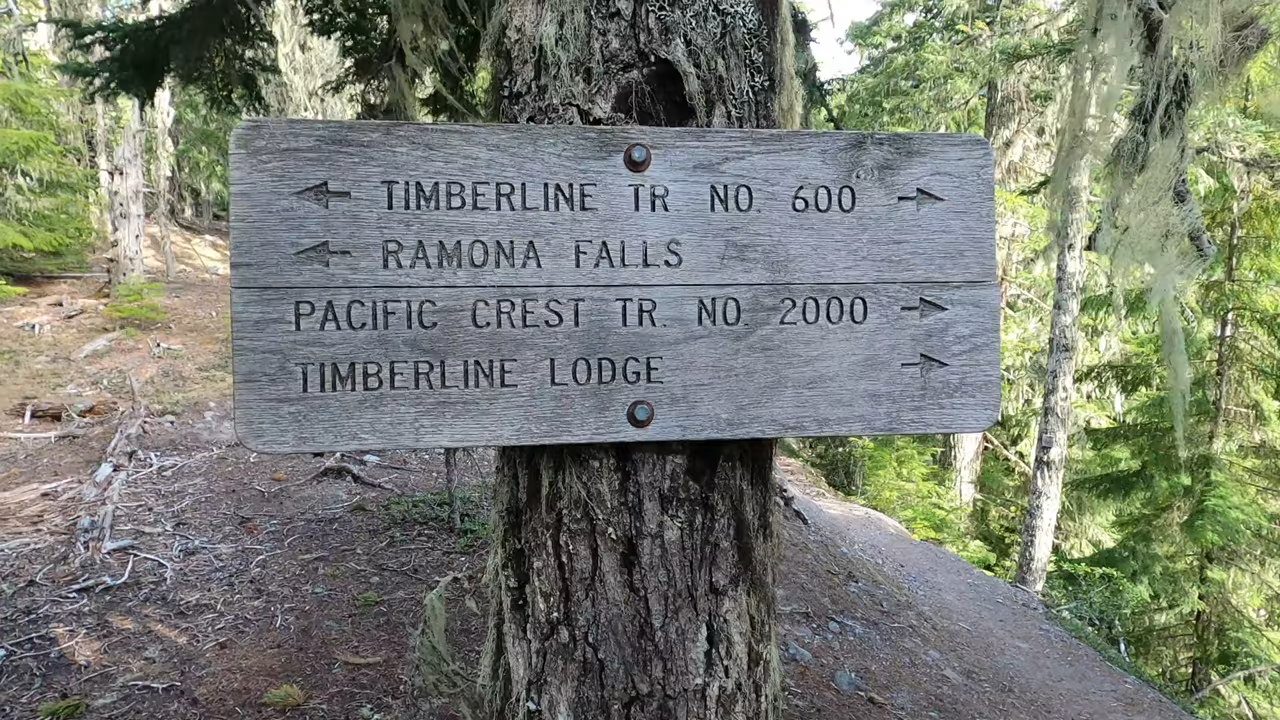 TIMBERLINE TR NO. 600
RAMONA FALLS
PACIFIC CREST TR. NO. 2000
TIMBERLINE LODGE